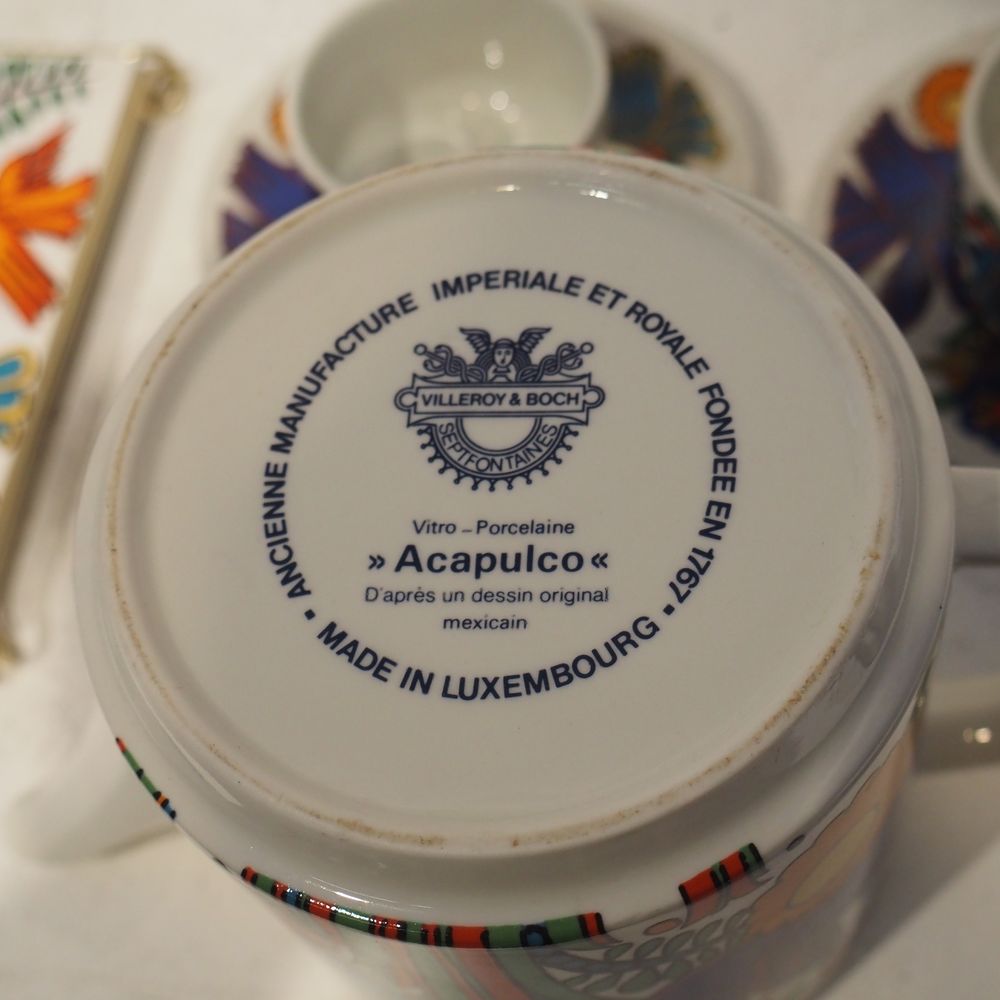 ANCIENNE MANUFACTURE IMPERIALE ET ROYALE FONDEE EN 1767 •
VILLEROY & BOCH
SEPTFONTAINES
Vitro – Porcelaine
» Acapulco «
D'après un dessin original
mexicain
MADE IN LUXEMBOURG •